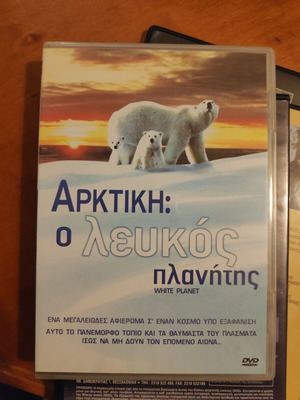 ΑΡΚΤΙΚΗ:
ο λευκός
πλανήτης
WHITE PLANET
ΕΝΑ ΜΕΓΑΛΕΙΩΔΕΣ ΑΦΙΕΡΩΜΑ Σ' ΕΝΑΝ ΚΟΣΜΟ ΥΠΟ ΕΞΑΦΑΝΙΣΗ
ΑΥΤΟ ΤΟ ΠΑΝΕΜΟΡΦΟ ΤΟΠΙΟ ΚΑΙ ΤΑ ΘΑΥΜΑΣΤΑ ΤΟΥ ΠΛΑΣΜΑΤΑ
ΙΣΩΣ ΝΑ ΜΗ ΔΟΥΝ ΤΟΝ ΕΠΟΜΕΝΟ ΑΙΩΝΑ...
DVD